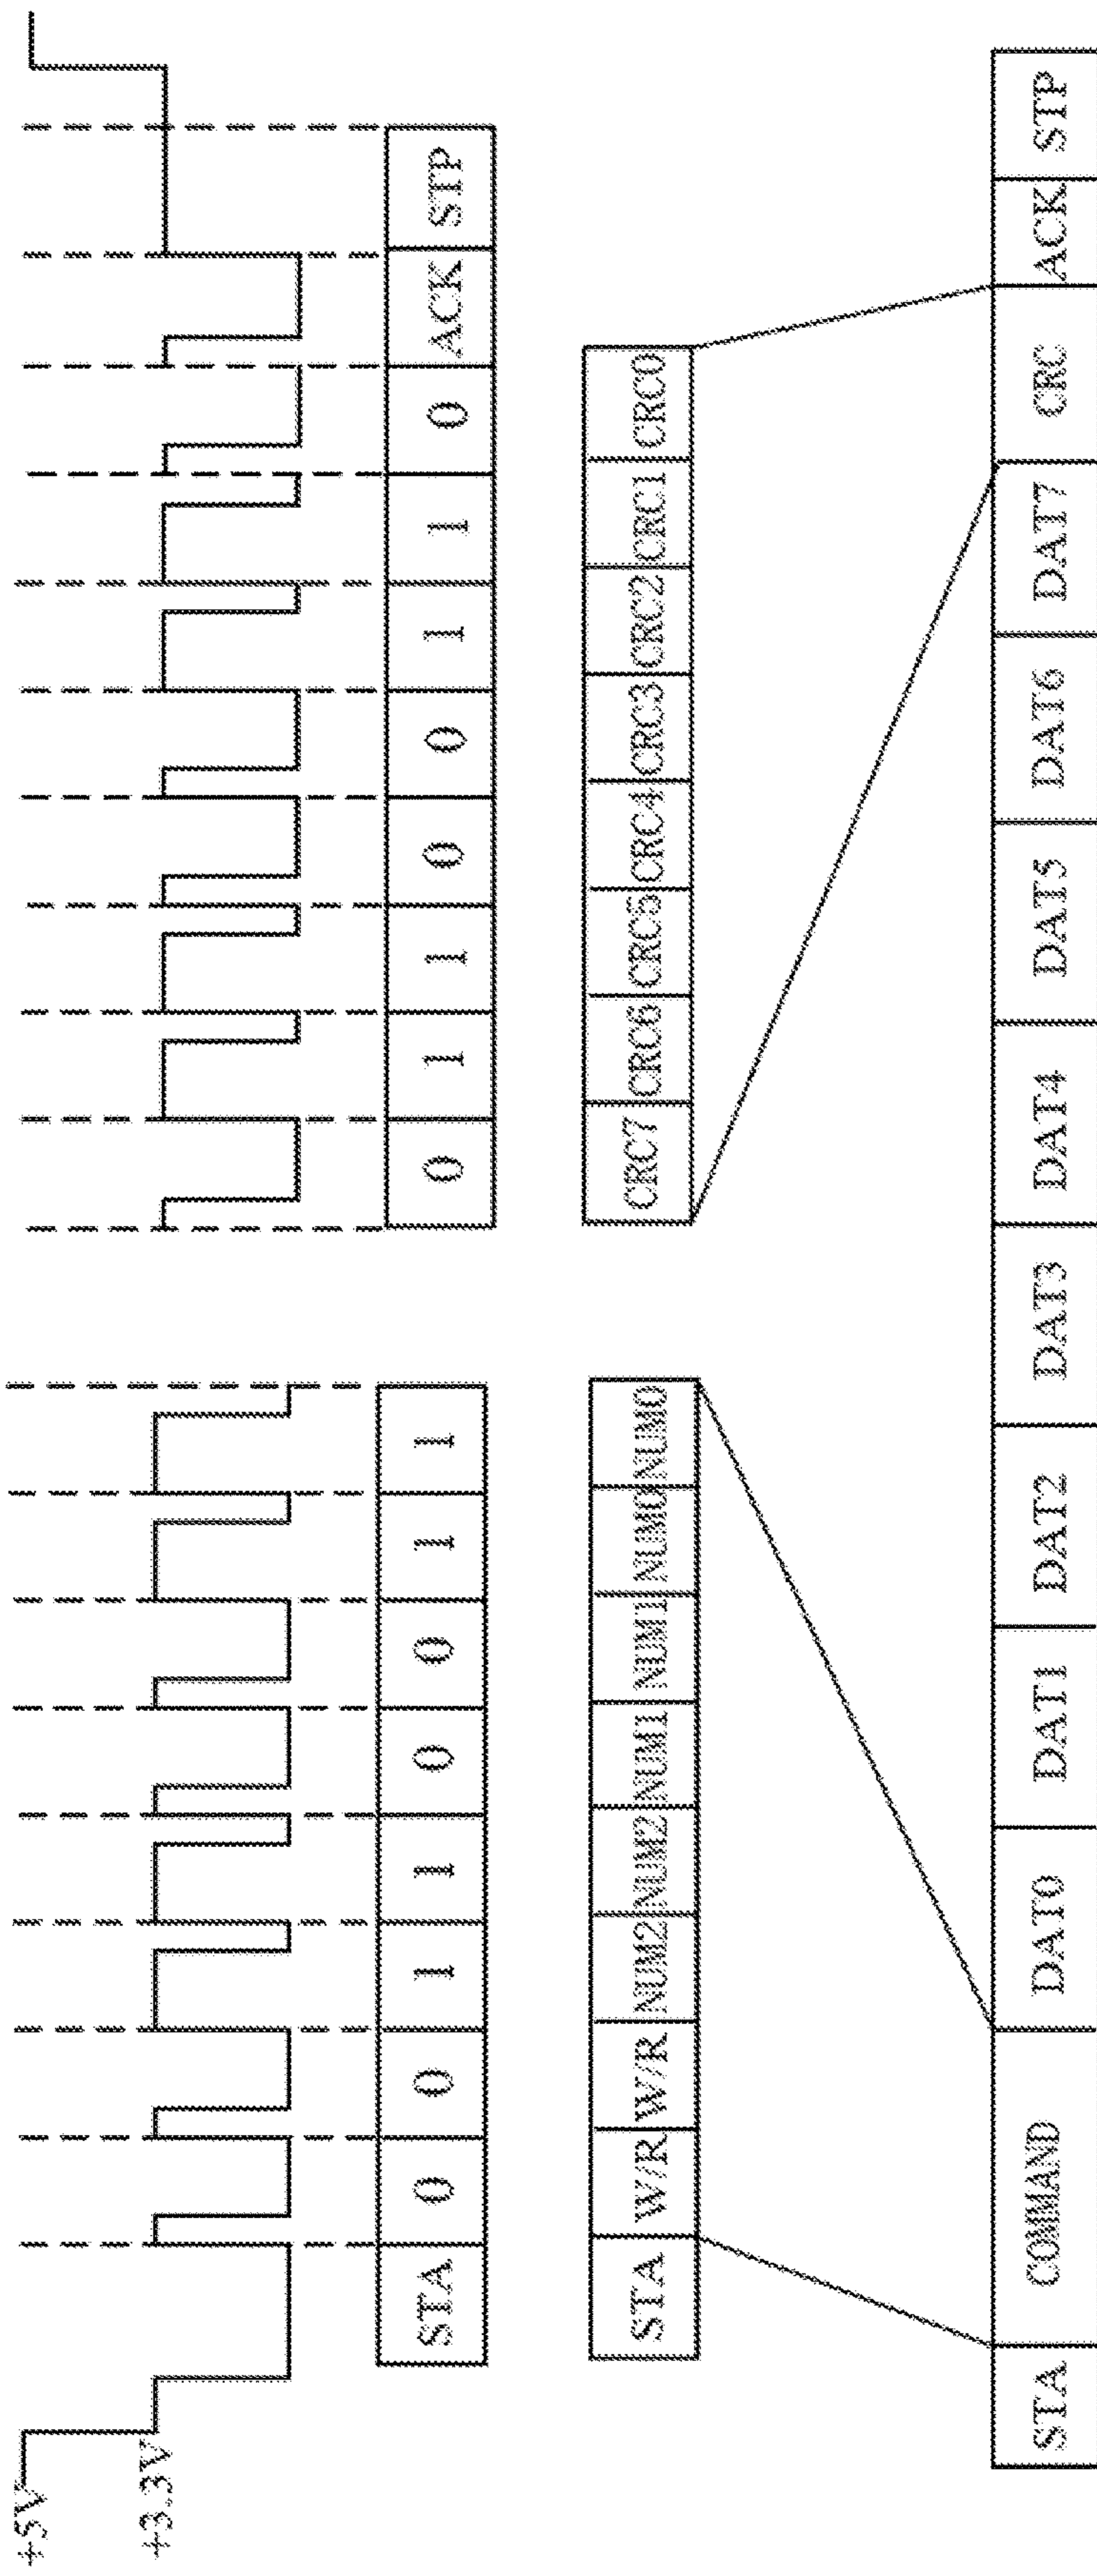 +5V
+3.3V
STA 0 0 1 1 0 0 1 1
0 1 1 0 0 1 1 0 ACK STP
STA W/R W/R NUM2 NUM2 NUM1 NUM1 NUM0 NUM0
CRC7 CRC6 CRC5 CRC4 CRC3 CRC2 CRC1 CRC0
STA COMMAND DAT0 DAT1 DAT2 DAT3 DAT4 DAT5 DAT6 DAT7 CRC ACK STP